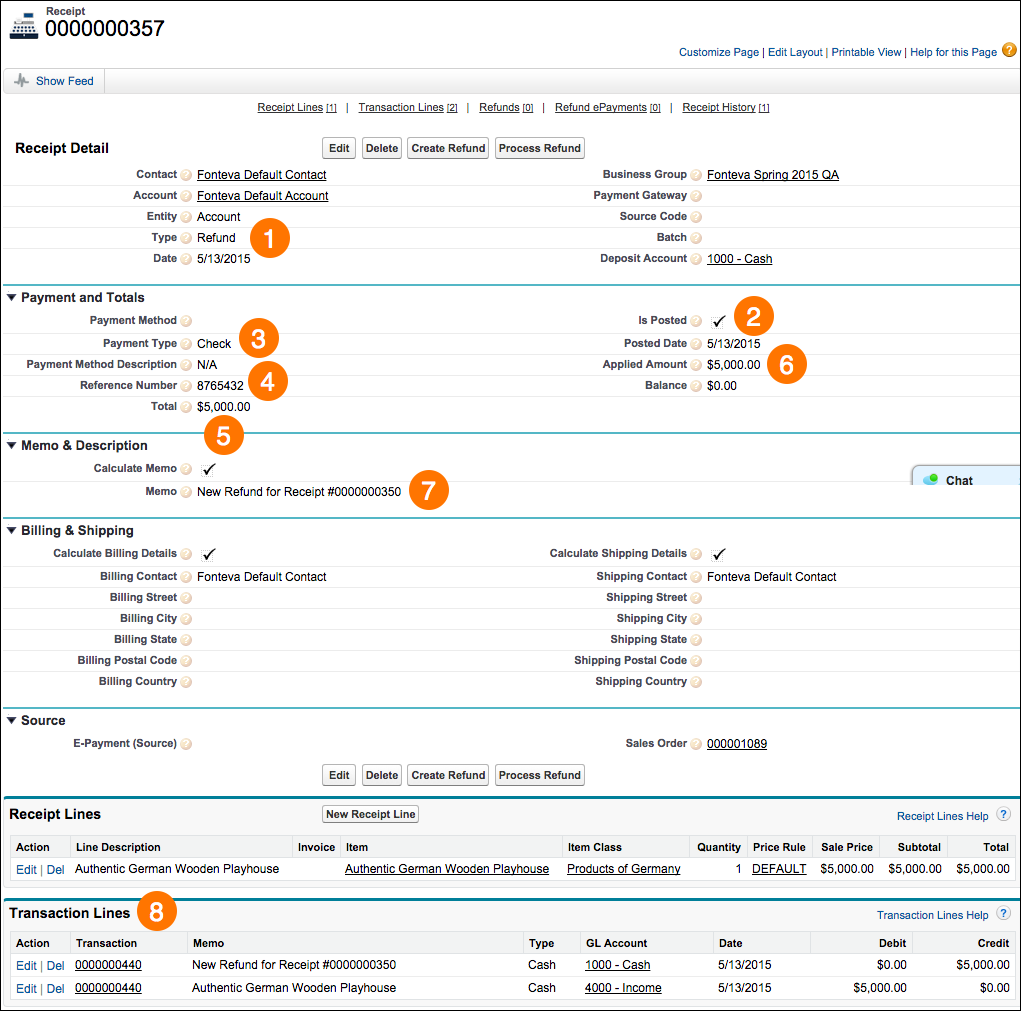 Receipt
0000000357
Customize Page | Edit Layout | Printable View | Help for this Page ?
Show Feed
Receipt Lines [1] | Transaction Lines [2] | Refunds [0] | Refund ePayments [0] | Receipt History [1]
Receipt Detail Edit Delete Create Refund Process Refund
Contact ? Fonteva Default Contact Business Group ? Fonteva Spring 2015 QA
Account ? Fonteva Default Account Payment Gateway ?
Entity ? Account Source Code ?
Type ? Refund 1 Batch ?
Date ? 5/13/2015 Deposit Account ? 1000 - Cash
Payment and Totals
Payment Method ? Is Posted ? 2
Payment Type ? Check 3 Posted Date ? 5/13/2015
Payment Method Description ? N/A Applied Amount ? $5,000.00 6
Reference Number ? 8765432 4 Balance ? $0.00
Total ? $5,000.00
5
Memo & Description
Calculate Memo ?
Memo ? New Refund for Receipt #0000000350 7
Chat
Billing & Shipping
Calculate Billing Details ? Calculate Shipping Details ?
Billing Contact ? Fonteva Default Contact Shipping Contact ? Fonteva Default Contact
Billing Street ? Shipping Street ?
Billing City ? Shipping City ?
Billing State ? Shipping State ?
Billing Postal Code ? Shipping Postal Code ?
Billing Country ? Shipping Country ?
Source
E-Payment (Source) ? Sales Order ? 000001089
Edit Delete Create Refund Process Refund
Receipt Lines New Receipt Line Receipt Lines Help ?
Action Line Description Invoice Item Item Class Quantity Price Rule Sale Price Subtotal Total
Edit | Del Authentic German Wooden Playhouse Authentic German Wooden Playhouse Products of Germany 1 DEFAULT $5,000.00 $5,000.00 $5,000.00
Transaction Lines 8 Transaction Lines Help ?
Action Transaction Memo Type GL Account Date Debit Credit
Edit | Del 0000000440 New Refund for Receipt #0000000350 Cash 1000 - Cash 5/13/2015 $0.00 $5,000.00
Edit | Del 0000000440 Authentic German Wooden Playhouse Cash 4000 - Income 5/13/2015 $5,000.00 $0.00